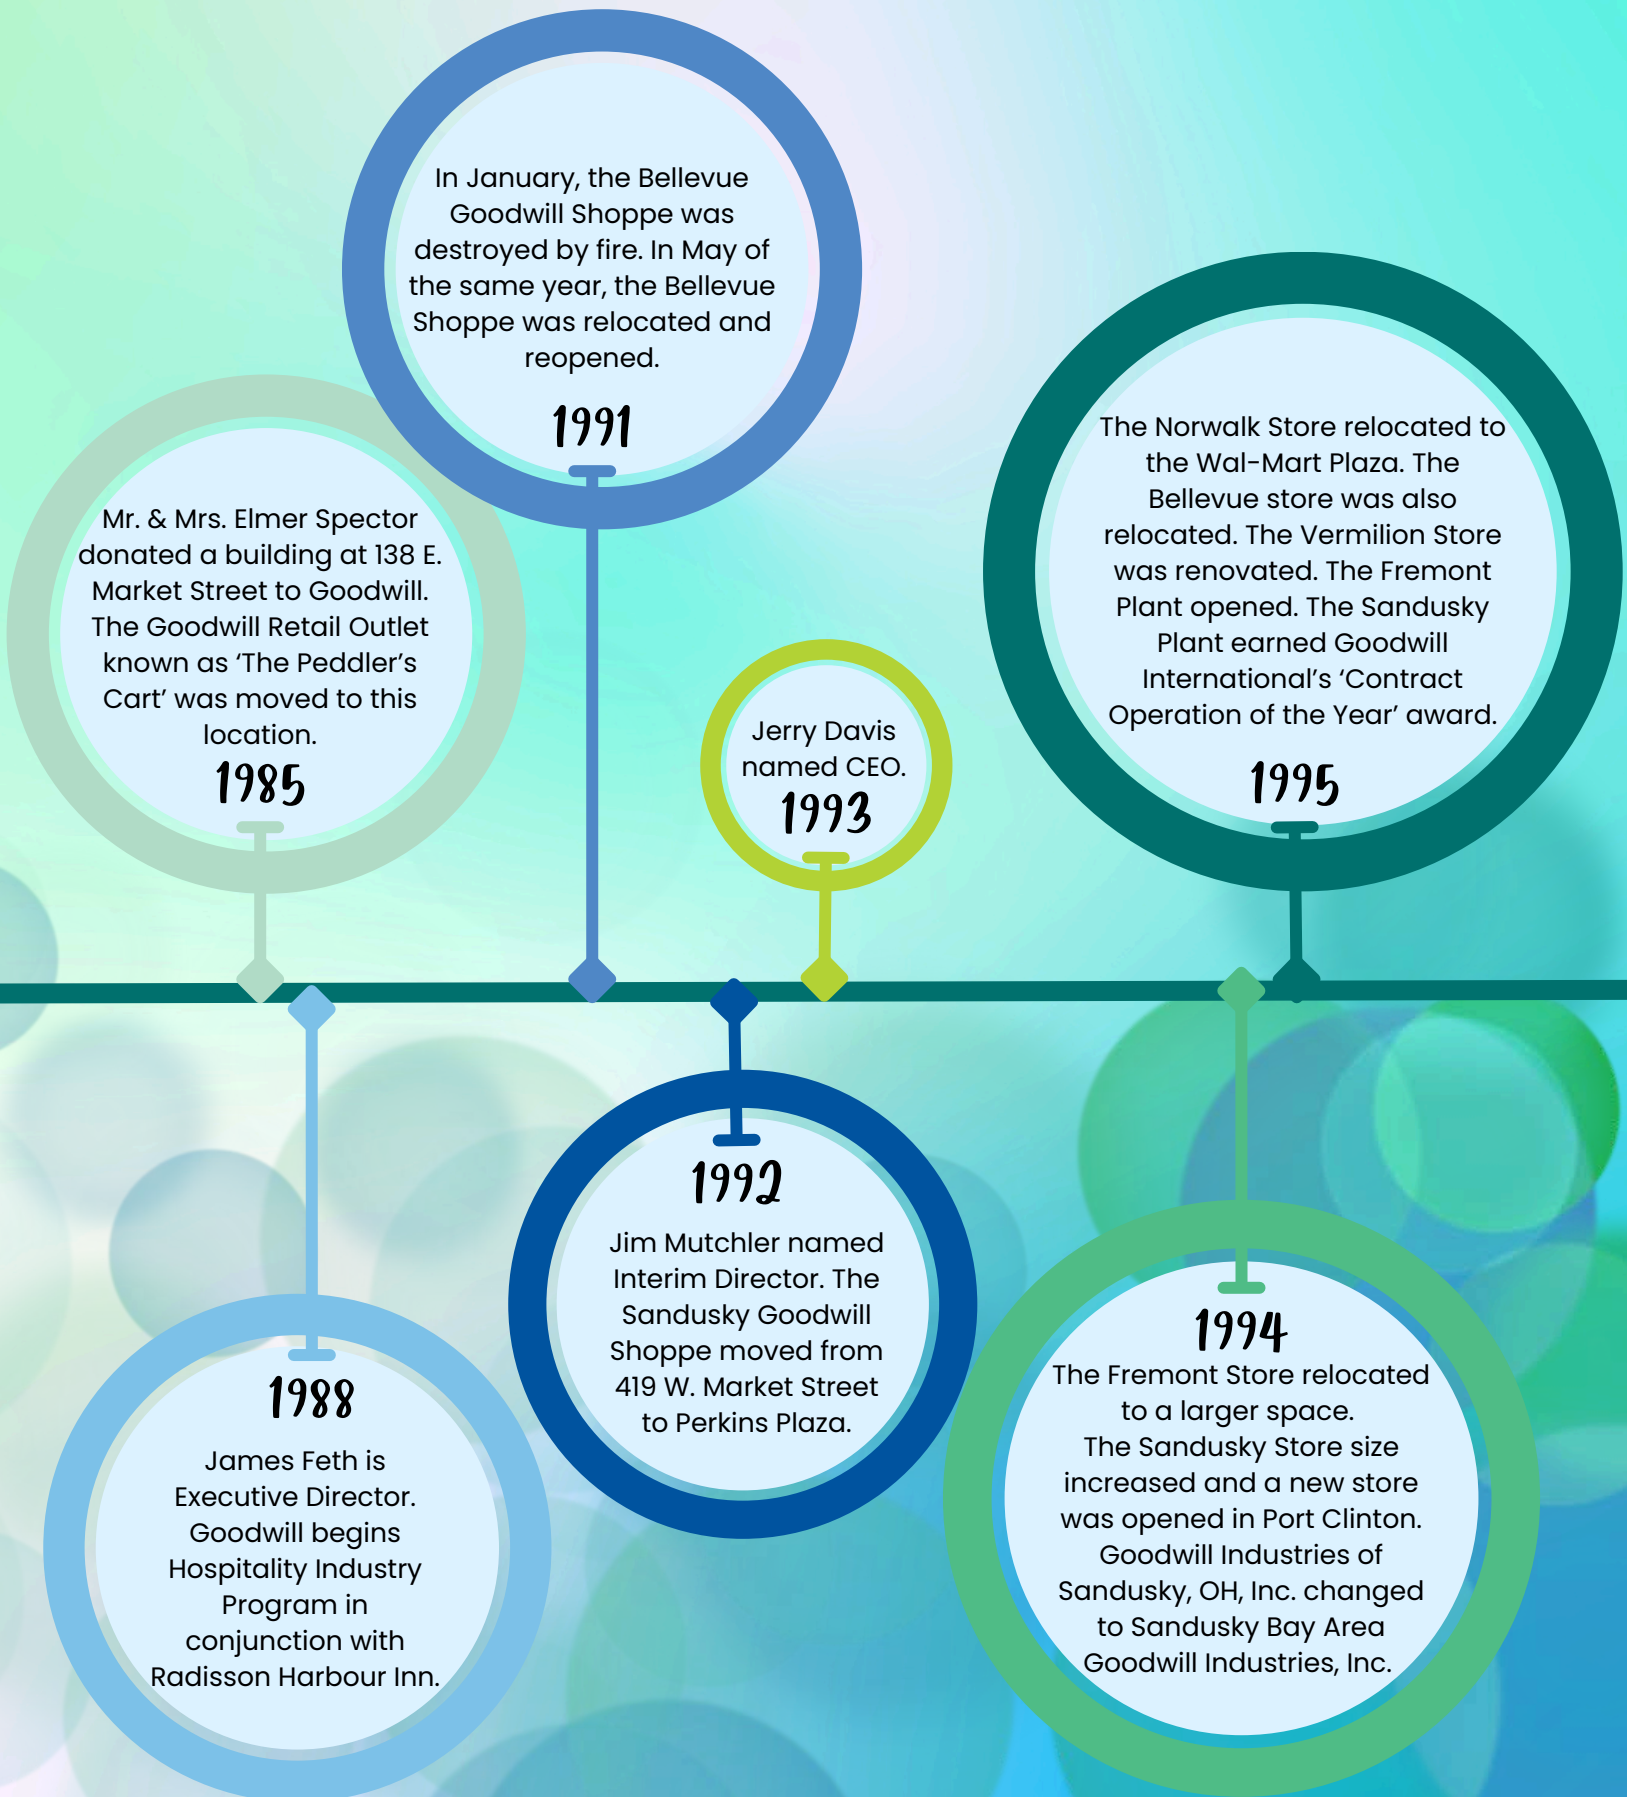 In January, the Bellevue
Goodwill Shoppe was
destroyed by fire. In May of
the same year, the Bellevue
Shoppe was relocated and
reopened.
1991
Mr. & Mrs. Elmer Spector
donated a building at 138 E.
Market Street to Goodwill.
The Goodwill Retail Outlet
known as ‘The Peddler’s
Cart’ was moved to this
location.
1985
Jerry Davis
named CEO.
1993
The Norwalk Store relocated to
the Wal-Mart Plaza. The
Bellevue store was also
relocated. The Vermilion Store
was renovated. The Fremont
Plant opened. The Sandusky
Plant earned Goodwill
International’s ‘Contract
Operation of the Year’ award.
1995
1988
James Feth is
Executive Director.
Goodwill begins
Hospitality Industry
Program in
conjunction with
Radisson Harbour Inn.
1992
Jim Mutchler named
Interim Director. The
Sandusky Goodwill
Shoppe moved from
419 W. Market Street
to Perkins Plaza.
1994
The Fremont Store relocated
to a larger space.
The Sandusky Store size
increased and a new store
was opened in Port Clinton.
Goodwill Industries of
Sandusky, OH, Inc. changed
to Sandusky Bay Area
Goodwill Industries, Inc.